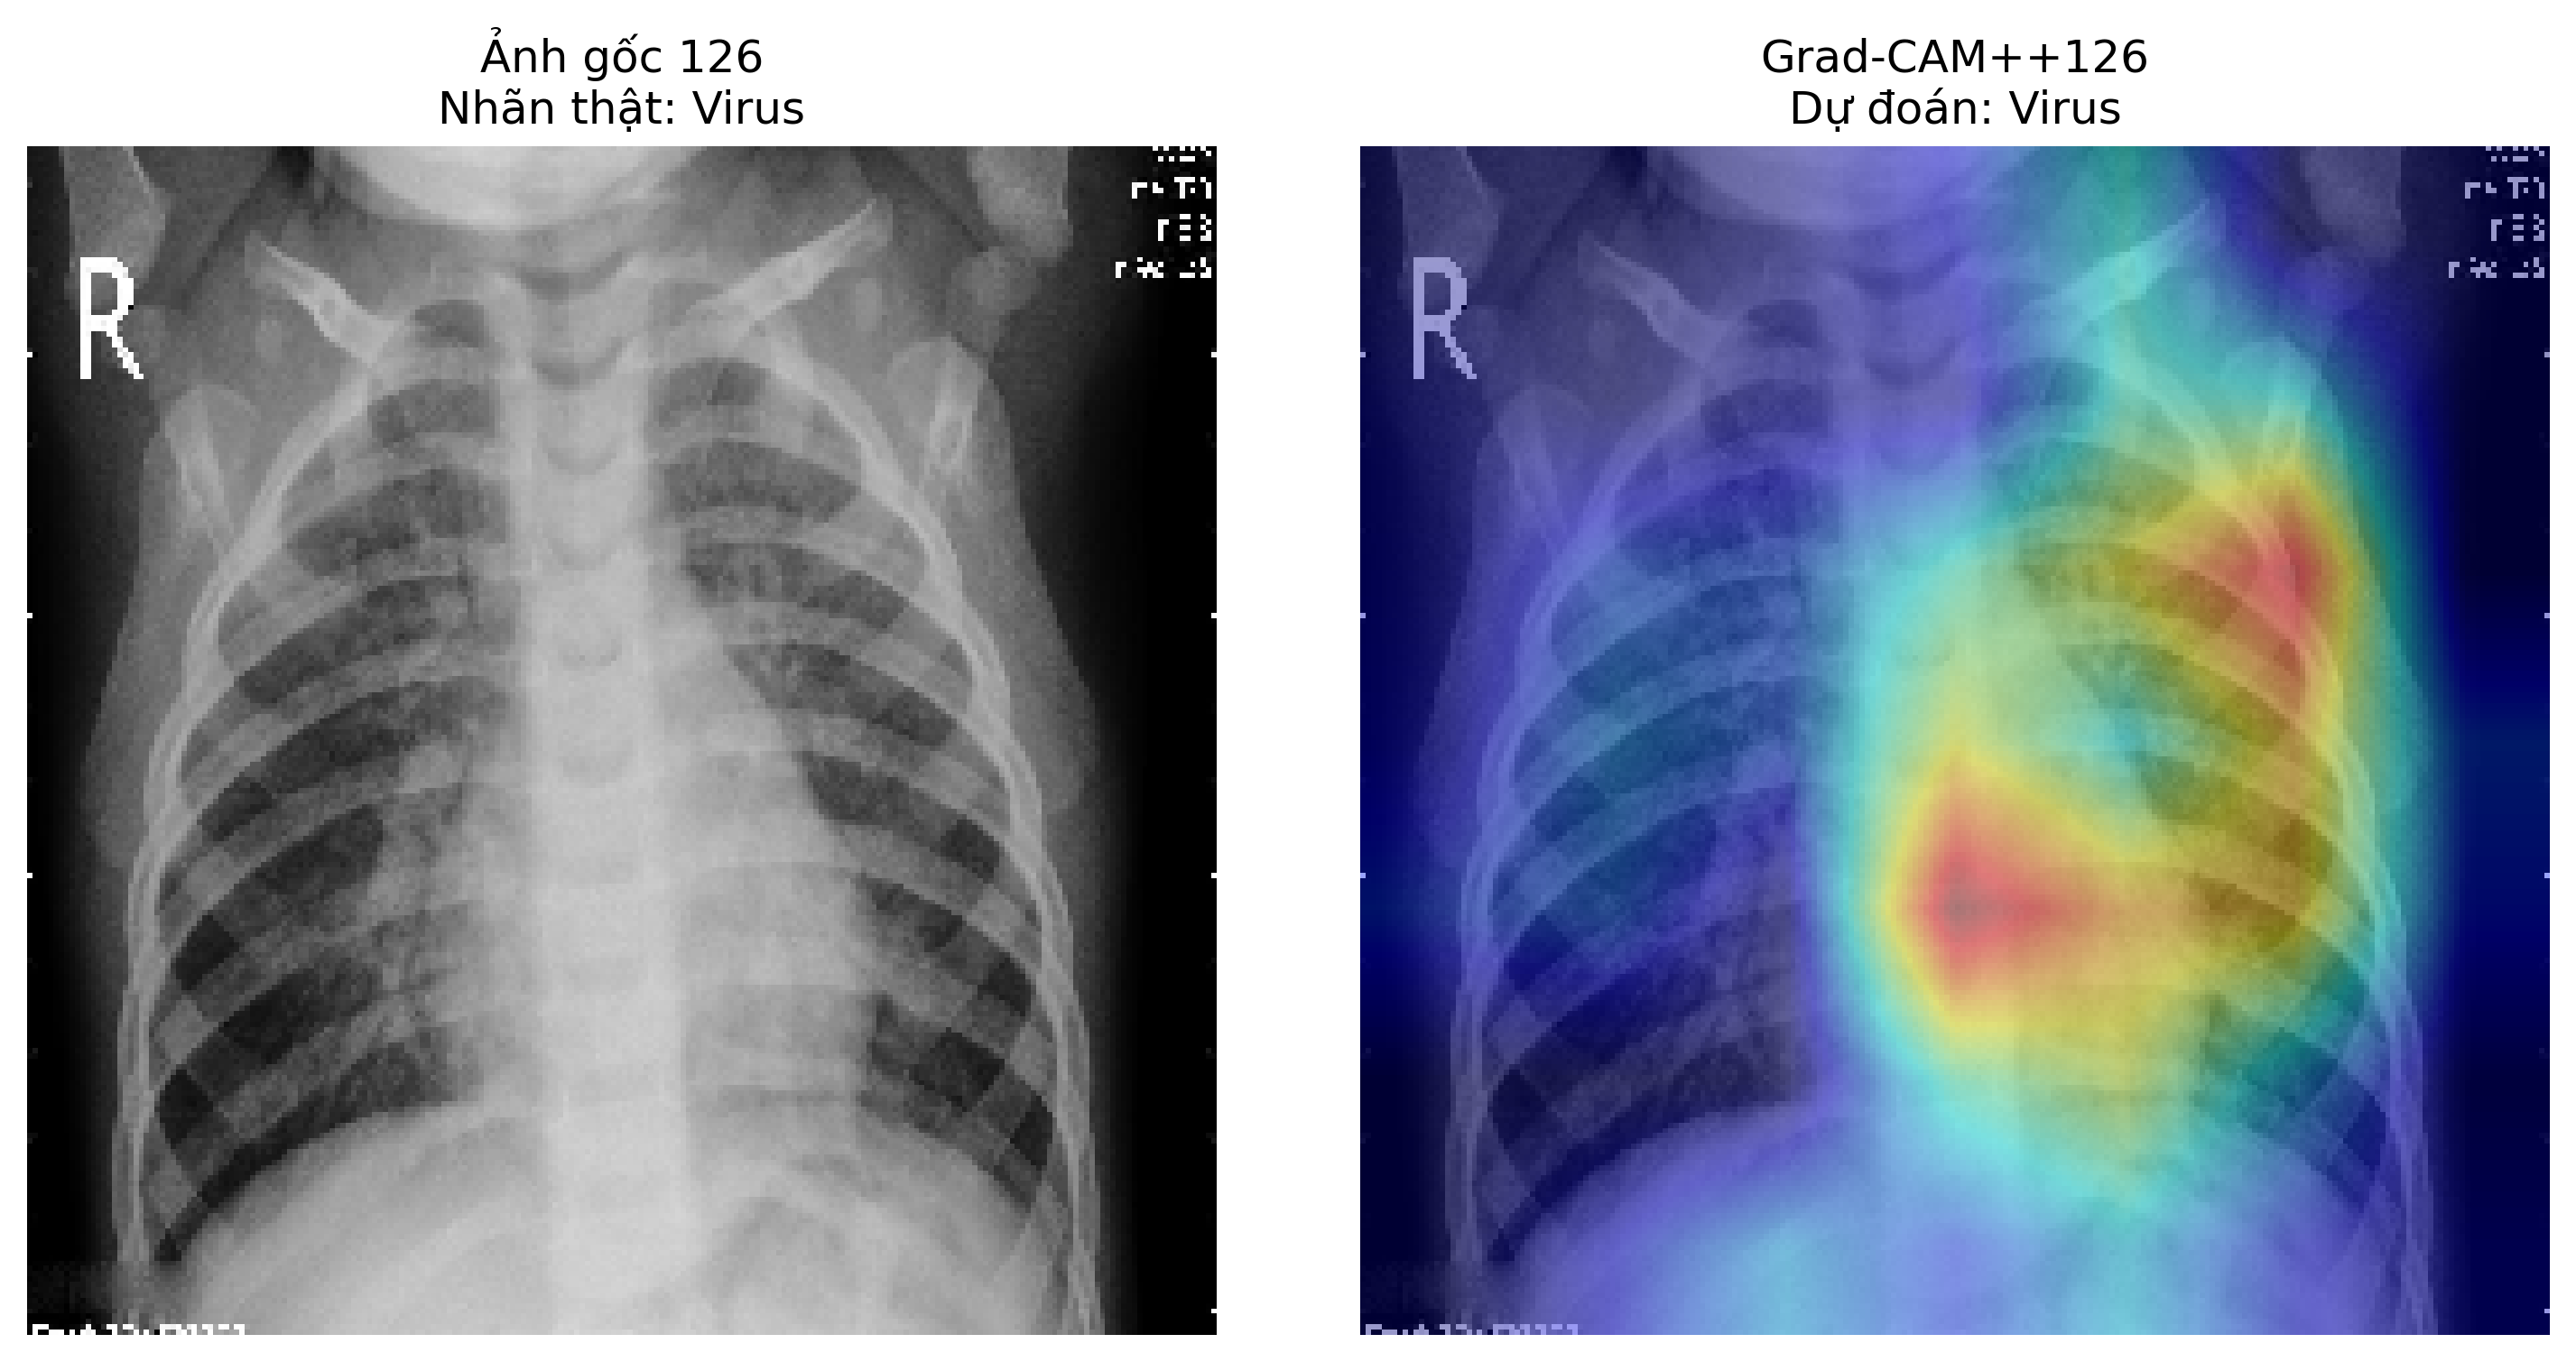 Ảnh gốc 126
Nhãn thật: Virus
Grad-CAM++126
Dự đoán: Virus
R
R